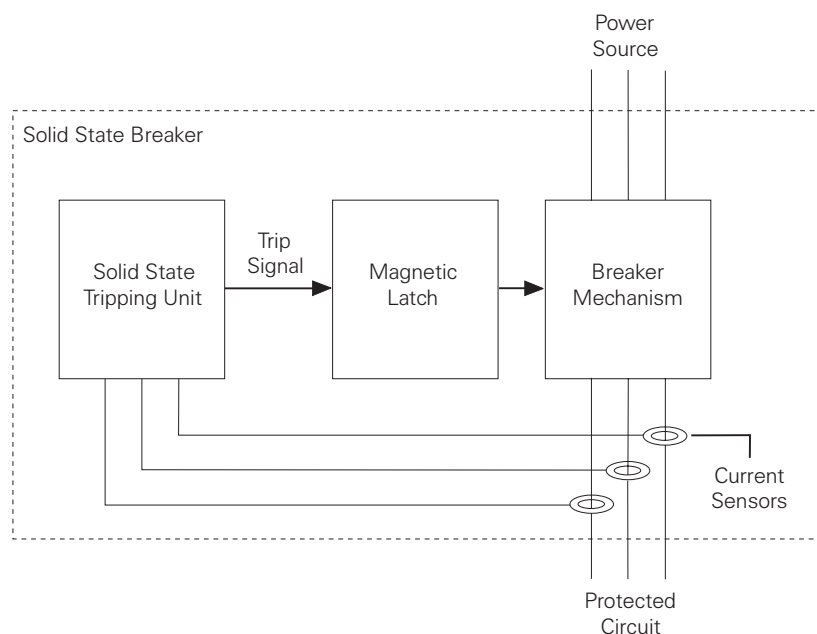 Power
Source
Solid State Breaker
Solid State
Tripping Unit
Trip
Signal
Magnetic
Latch
Breaker
Mechanism
Current
Sensors
Protected
Circuit